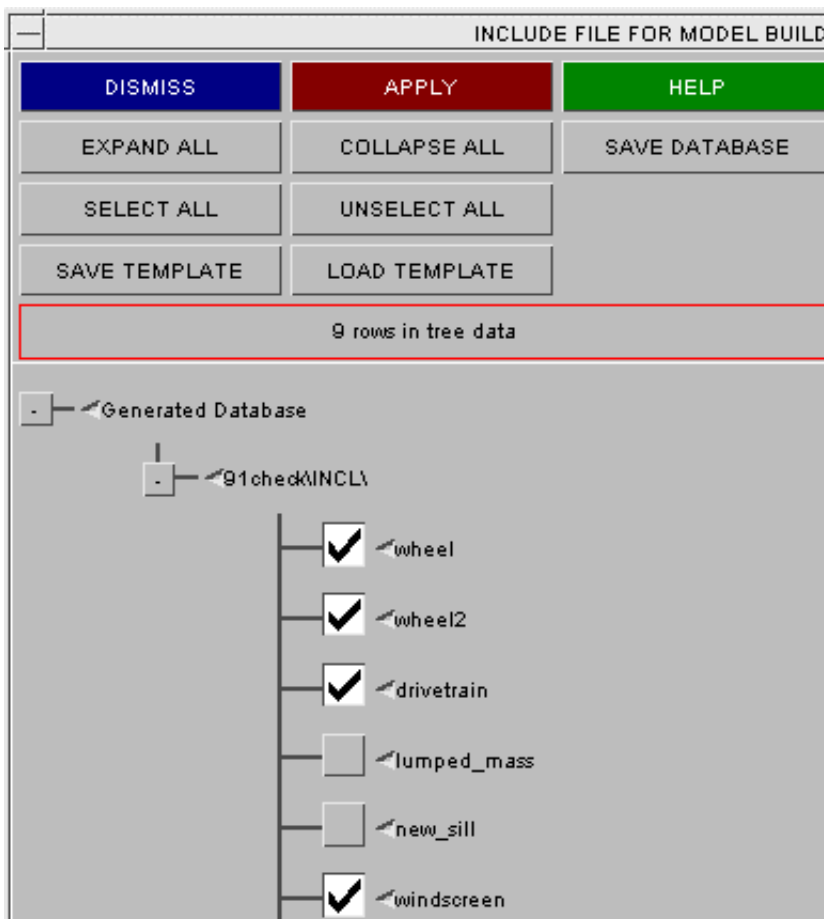 INCLUDE FILE FOR MODEL BUILD
DISMISS APPLY HELP
EXPAND ALL COLLAPSE ALL SAVE DATABASE
SELECT ALL UNSELECT ALL
SAVE TEMPLATE LOAD TEMPLATE
9 rows in tree data
Generated Database
91check\INCL\
wheel
wheel2
drivetrain
lumped_mass
new_sill
windscreen